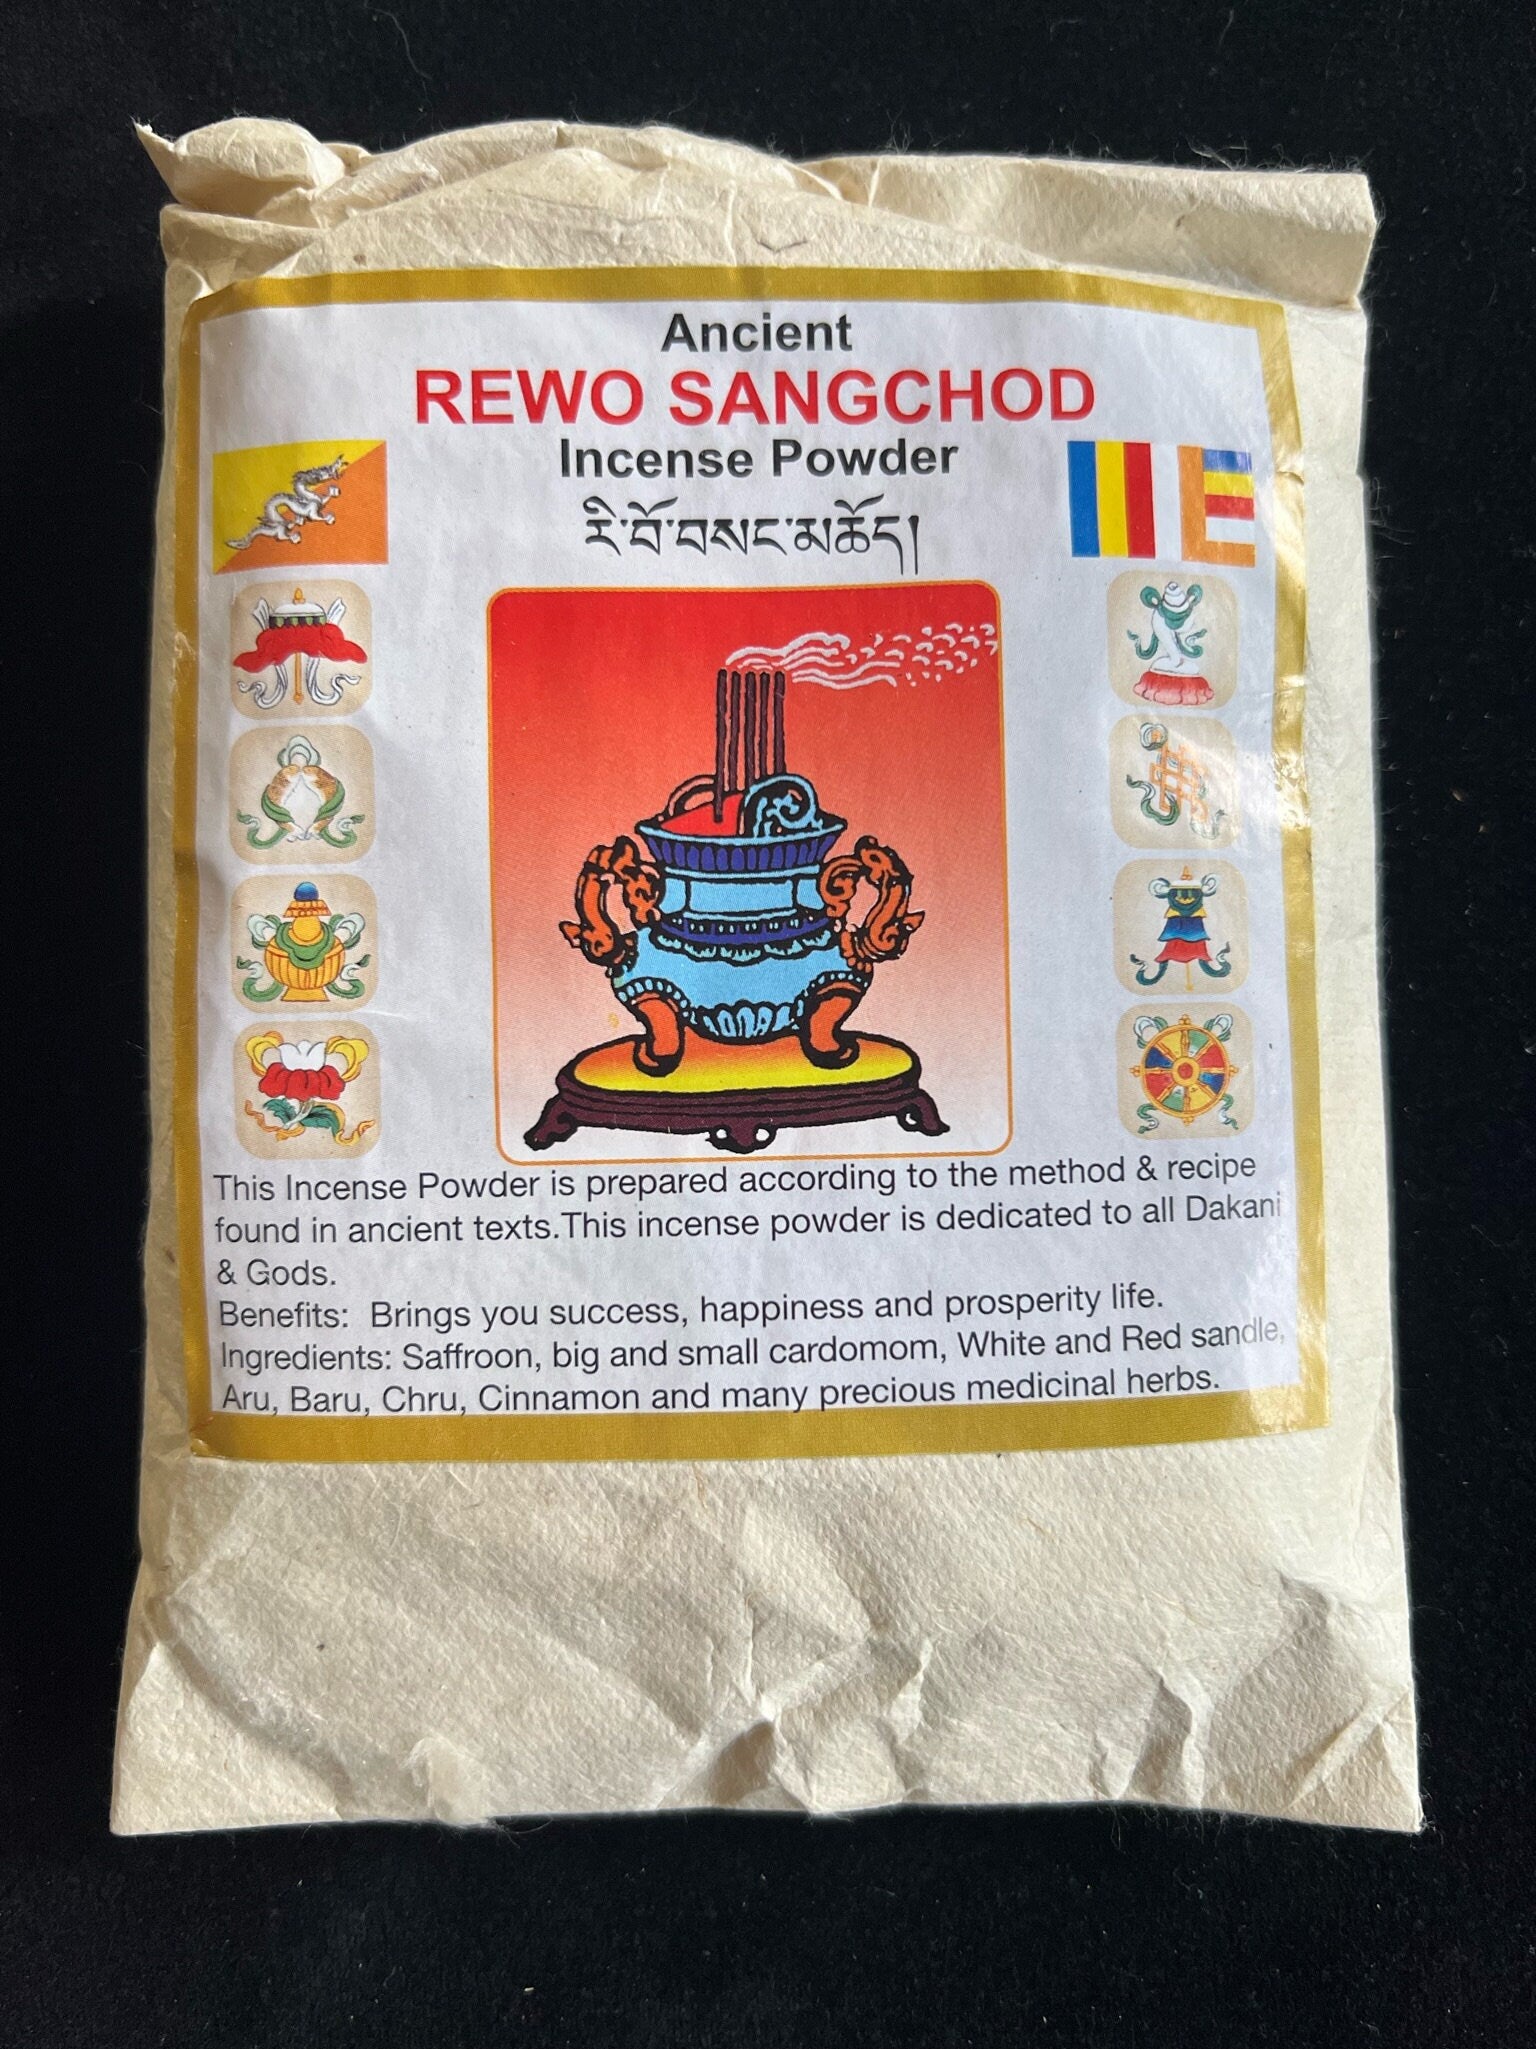 Ancient
REWO SANGCHOD
Incense Powder
རི་བོ་བསང་མཆོད།
This Incense Powder is prepared according to the method & recipe
found in ancient texts.This incense powder is dedicated to all Dakani
& Gods.
Benefits: Brings you success, happiness and prosperity life.
Ingredients: Saffroon, big and small cardomom, White and Red sandle,
Aru, Baru, Chru, Cinnamon and many precious medicinal herbs.